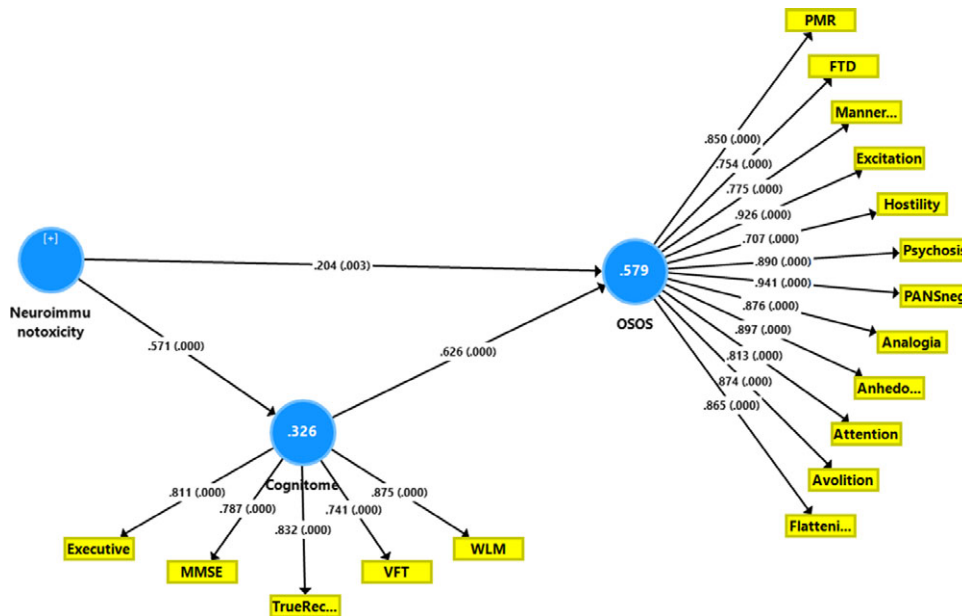 PMR
FTD
Manner...
Excitation
Hostility
Psychosis
PANSneg
Analogia
Anhedo...
Attention
Avolition
Flatteni...
.850 (.000)
.754 (.000)
.775 (.000)
.926 (.000)
.707 (.000)
.890 (.000)
.941 (.000)
.876 (.000)
.897 (.000)
.813 (.000)
.874 (.000)
.865 (.000)
[+]
Neuroimmu
notoxicity
.204 (.003)
.579
OSOS
.571 (.000)
.626 (.000)
.326
Cognitome
.811 (.000)
.787 (.000)
.832 (.000)
.741 (.000)
.875 (.000)
Executive
MMSE
TrueRec...
VFT
WLM